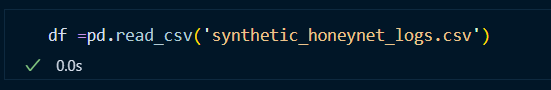 df =pd.read_csv('synthetic_honeynet_logs.csv')
0.0s